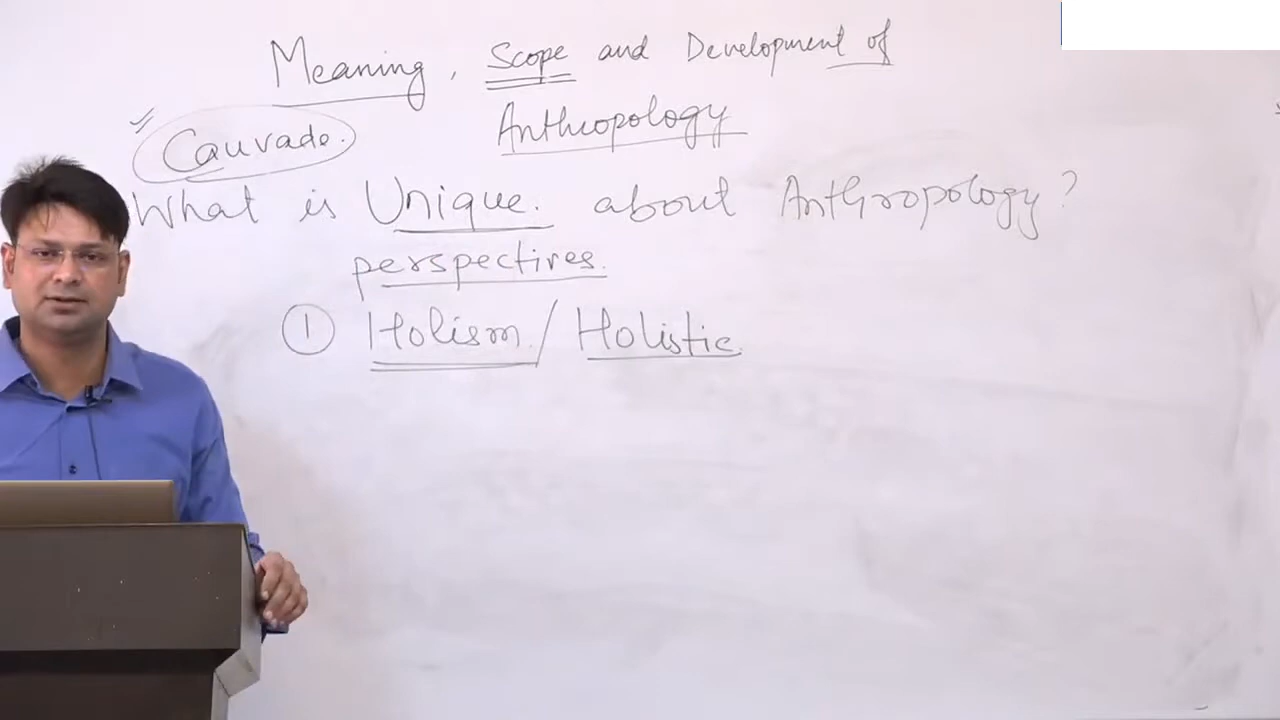 Meaning, Scope and Development of
Anthropology
Cauvade.
What is Unique. about Anthropology?
perspectives.
1 Holism / Holistic